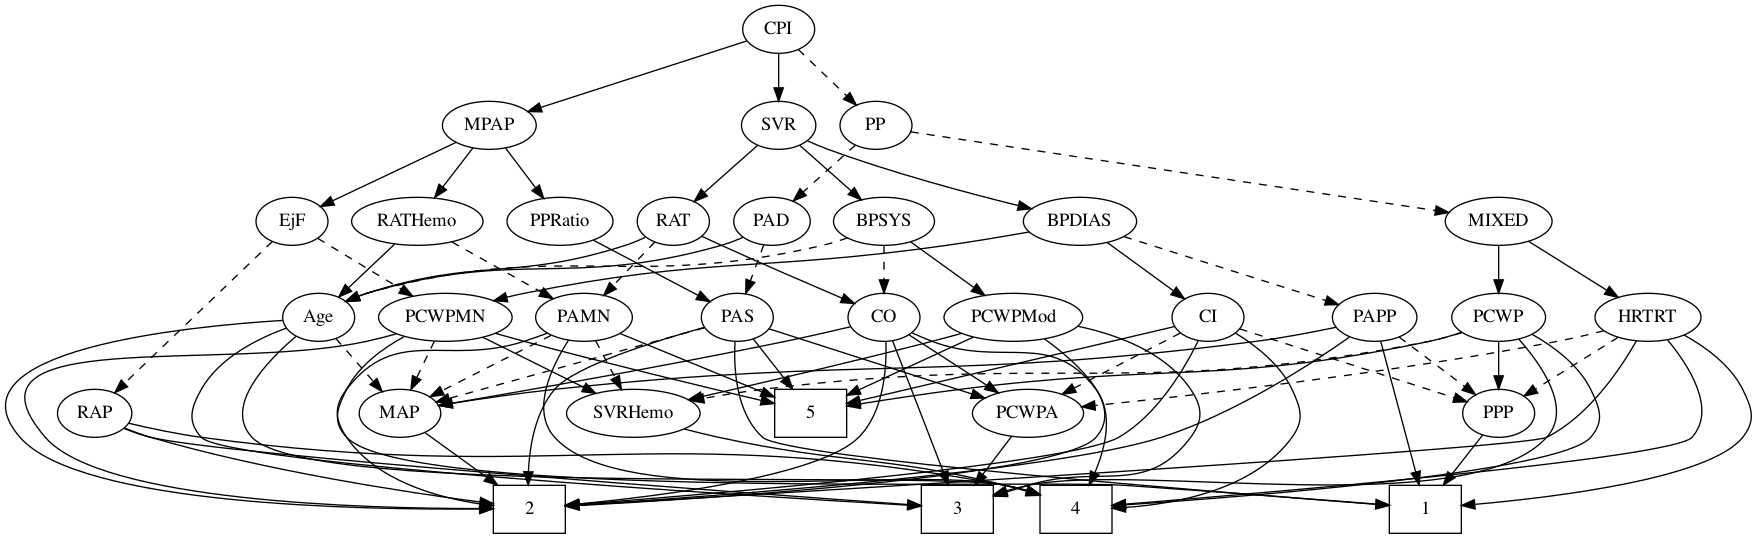 CPI
MPAP
SVR
PP
EjF
RATHemo
PPRatio
RAT
PAD
BPSYS
BPDIAS
MIXED
Age
PCWPMN
PAMN
PAS
CO
PCWPMod
CI
PAPP
PCWP
HRTRT
RAP
MAP
SVRHemo
5
PCWPA
PPP
2
3
4
1